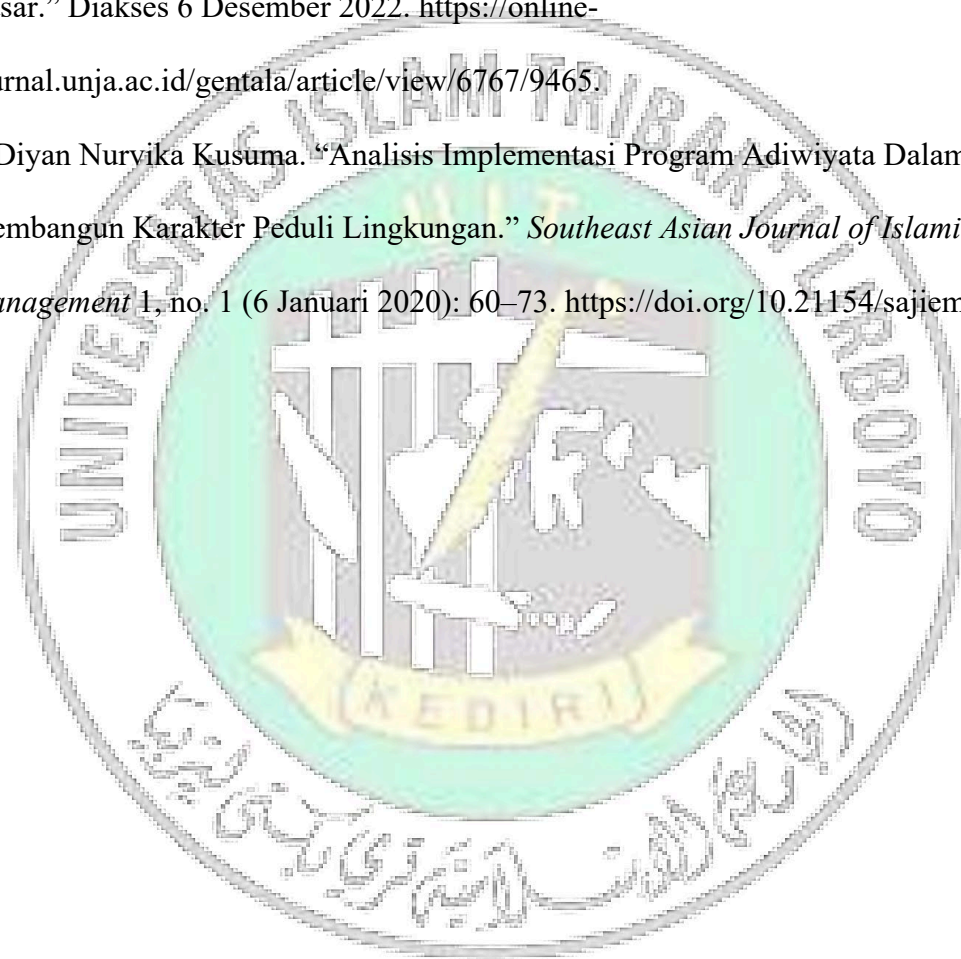 sar.” Diakses 6 Desember 2022. https://online-
urnal.unja.ac.id/gentala/article/view/6767/9465.
Diyan Nurvika Kusuma. “Analisis Implementasi Program Adiwiyata Dalam
embangun Karakter Peduli Lingkungan.” Southeast Asian Journal of Islami
anagement 1, no. 1 (6 Januari 2020): 60–73. https://doi.org/10.21154/sajiem
UNIVERSITAS ISLAM TRIBAKTI LIRBOYO
UIT
KEDIRI